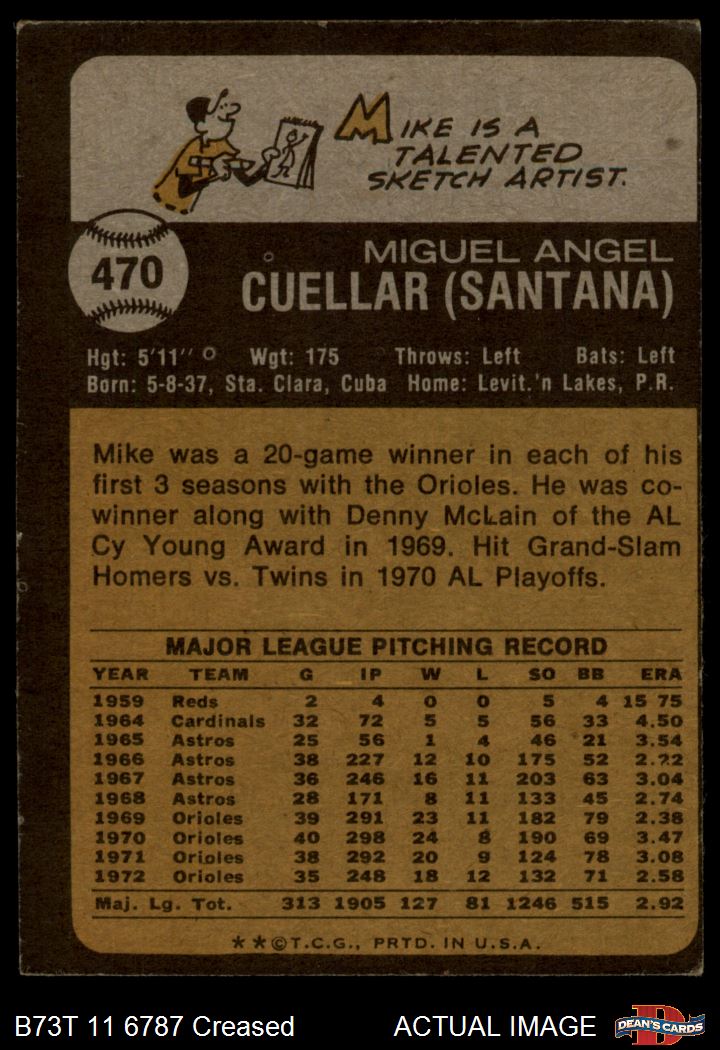 MIKE IS A
TALENTED
SKETCH ARTIST.
470
MIGUEL ANGEL
CUELLAR (SANTANA)
Hgt: 5'11" Wgt: 175 Throws: Left Bats: Left
Born: 5-8-37, Sta. Clara, Cuba Home: Levit.'n Lakes, P.R.
Mike was a 20-game winner in each of his
first 3 seasons with the Orioles. He was co-
winner along with Denny McLain of the AL
Cy Young Award in 1969. Hit Grand-Slam
Homers vs. Twins in 1970 AL Playoffs.
MAJOR LEAGUE PITCHING RECORD
YEAR TEAM G IP W L SO BB ERA
1959 Reds 2 4 0 0 5 4 15 75
1964 Cardinals 32 72 5 5 56 33 4.50
1965 Astros 25 56 1 4 46 21 3.54
1966 Astros 38 227 12 10 175 52 2.22
1967 Astros 36 246 16 11 203 63 3.04
1968 Astros 28 171 8 11 133 45 2.74
1969 Orioles 39 291 23 11 182 79 2.38
1970 Orioles 40 298 24 8 190 69 3.47
1971 Orioles 38 292 20 9 124 78 3.08
1972 Orioles 35 248 18 12 132 71 2.58
Maj. Lg. Tot. 313 1905 127 81 1246 515 2.92
**©T.C.G., PRTD. IN U.S.A.
B73T 11 6787 Creased ACTUAL IMAGE DEAN'S CARDS